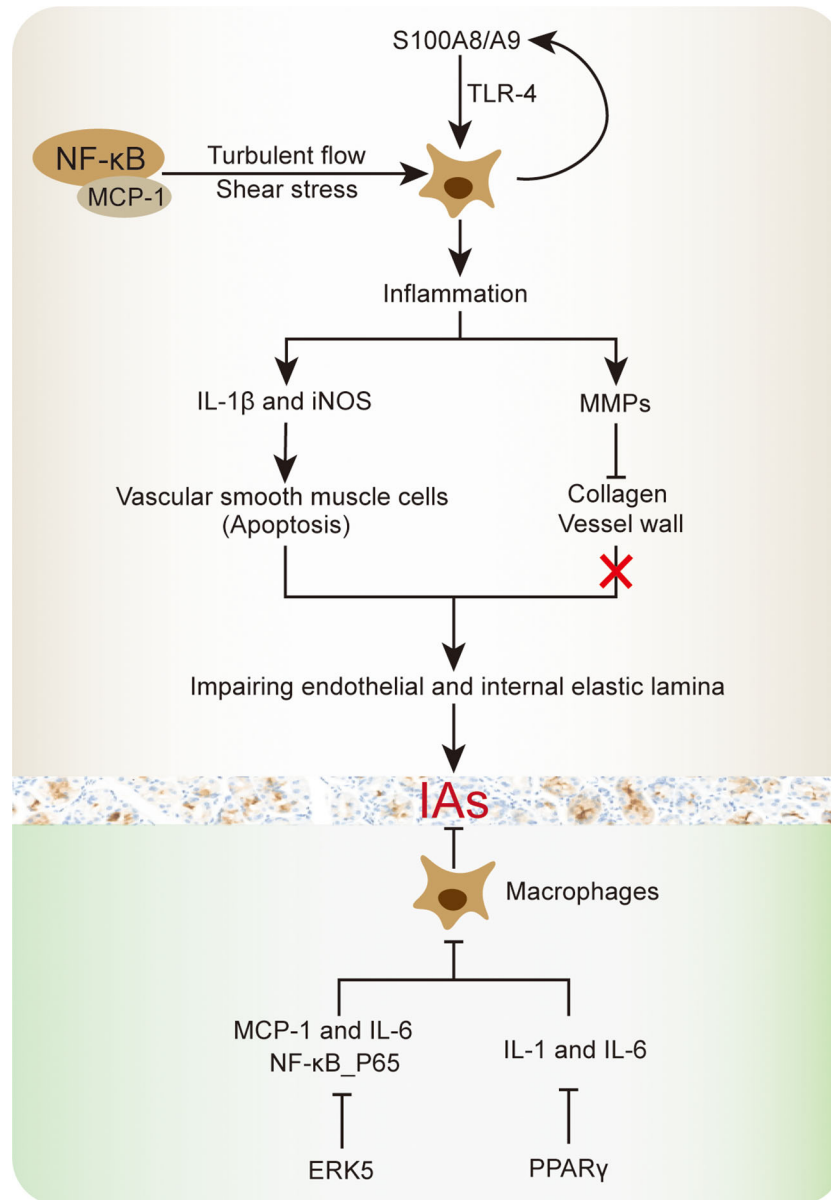 S100A8/A9
TLR-4
NF-κB
MCP-1
Turbulent flow
Shear stress
Inflammation
IL-1β and iNOS
MMPs
Vascular smooth muscle cells
(Apoptosis)
Collagen
Vessel wall
Impairing endothelial and internal elastic lamina
IAs
Macrophages
MCP-1 and IL-6
NF-κB_P65
IL-1 and IL-6
ERK5
PPARγ